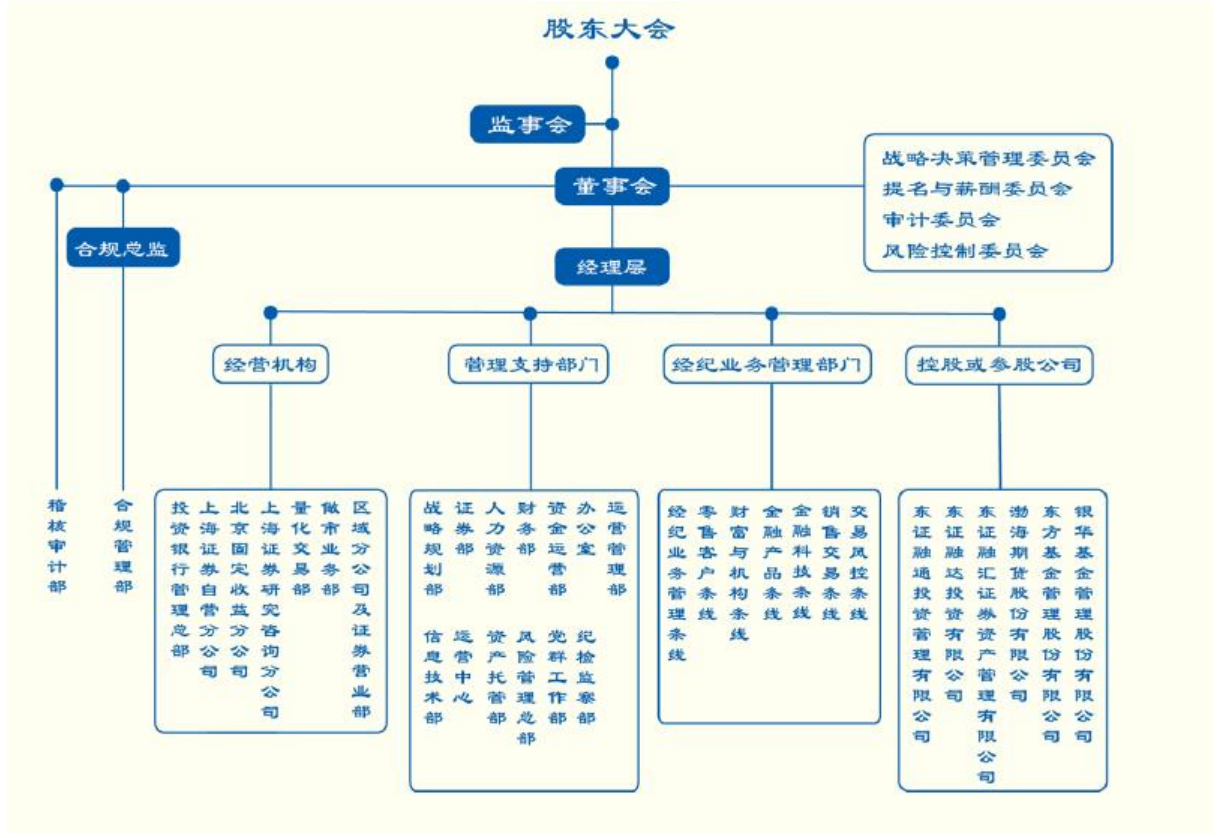 股东大会
监事会
董事会
战略决策管理委员会
提名与薪酬委员会
审计委员会
风险控制委员会
合规总监
经理层
经营机构
管理支持部门
经纪业务管理部门
控股或参股公司
稽核审计部
合规管理部
投资银行管理总部
上海证券自营分公司
北京固定收益分公司
上海证券研究咨询分公司
量化交易部
做市业务部
区域分公司及证券营业部
战略规划部
证券部
人力资源部
财务部
资金运营部
办公室
运营管理部
信息技术部
运营中心
资产托管部
风险管理总部
党群工作部
纪检监察部
经纪业务管理条线
零售客户条线
财富与机构条线
金融产品条线
金融科技条线
销售交易条线
交易风控条线
东证融通投资管理有限公司
东证融达投资有限公司
东证融汇证券资产管理有限公司
渤海期货股份有限公司
东方基金管理股份有限公司
银华基金管理股份有限公司